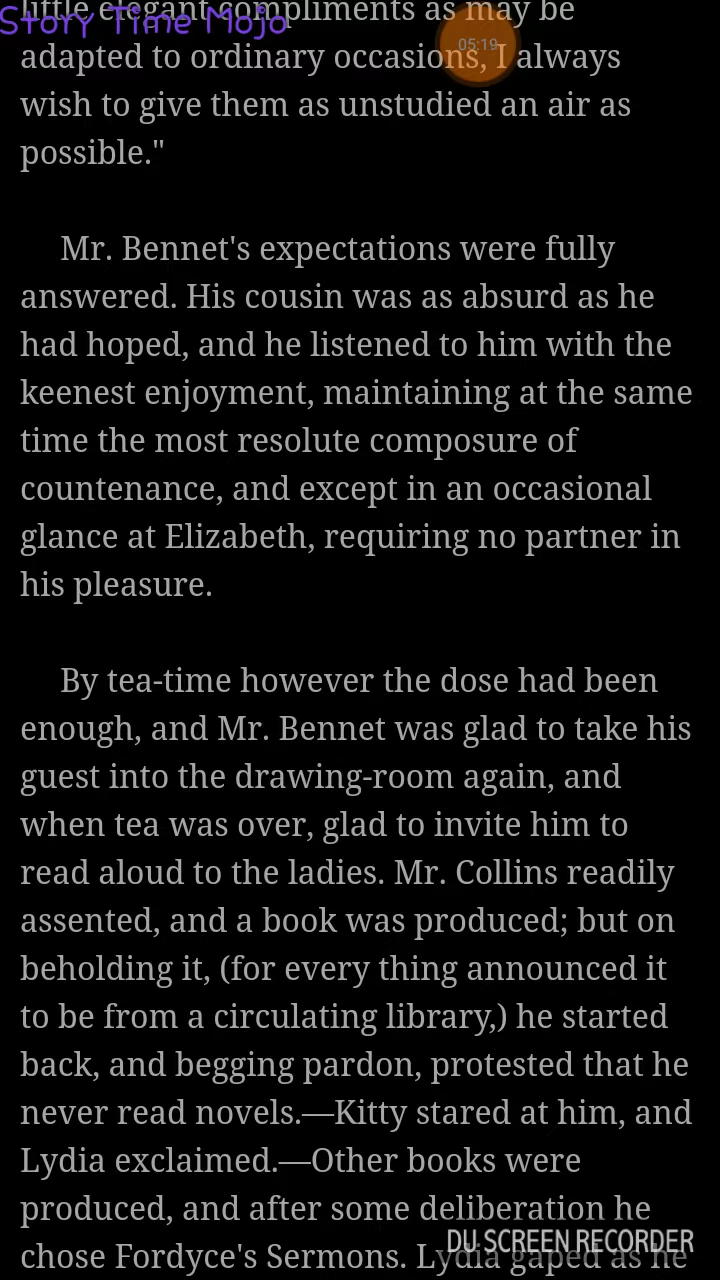 little elegant compliments as may be
Story Time Mojo
05:19
adapted to ordinary occasions, I always
wish to give them as unstudied an air as
possible."
Mr. Bennet's expectations were fully
answered. His cousin was as absurd as he
had hoped, and he listened to him with the
keenest enjoyment, maintaining at the same
time the most resolute composure of
countenance, and except in an occasional
glance at Elizabeth, requiring no partner in
his pleasure.
By tea-time however the dose had been
enough, and Mr. Bennet was glad to take his
guest into the drawing-room again, and
when tea was over, glad to invite him to
read aloud to the ladies. Mr. Collins readily
assented, and a book was produced; but on
beholding it, (for every thing announced it
to be from a circulating library,) he started
back, and begging pardon, protested that he
never read novels.—Kitty stared at him, and
Lydia exclaimed.—Other books were
produced, and after some deliberation he
DU SCREEN RECORDER
chose Fordyce's Sermons. Lydia gaped as he